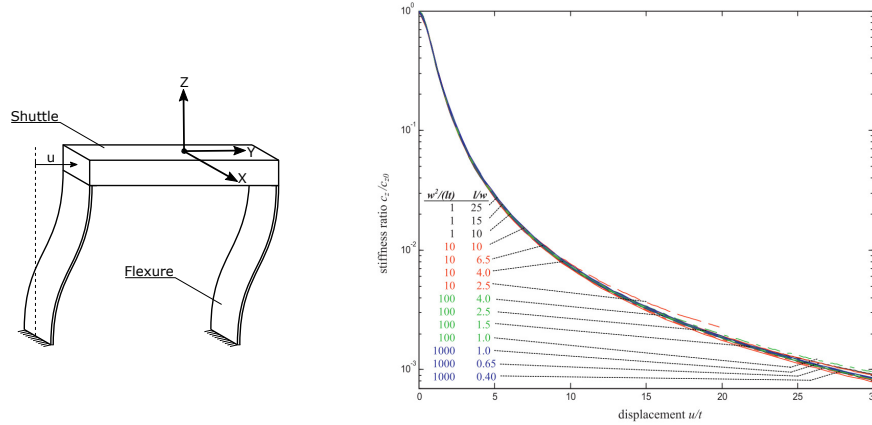 Z
Shuttle
u
Y
X
Flexure
10⁰
10⁻¹
10⁻²
10⁻³
stiffness ratio c_z/c_z0
w²/(lt) l/w
1 25
1 15
1 10
10 10
10 6.5
10 4.0
10 2.5
100 4.0
100 2.5
100 1.5
100 1.0
1000 1.0
1000 0.65
1000 0.40
0 5 10 15 20 25 30
displacement u/t